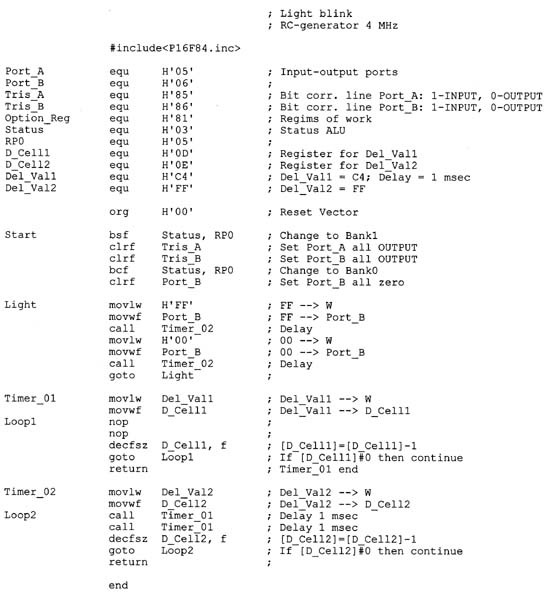 ; Light blink
; RC-generator 4 MHz
#include<P16F84.inc>
Port_A equ H'05' ; Input-output ports
Port_B equ H'06' ;
Tris_A equ H'85' ; Bit corr. line Port_A: 1-INPUT, 0-OUTPUT
Tris_B equ H'86' ; Bit corr. line Port_B: 1-INPUT, 0-OUTPUT
Option_Reg equ H'81' ; Regims of work
Status equ H'03' ; Status ALU
RP0 equ H'05' ;
D_Cell1 equ H'0D' ; Register for Del_Val1
D_Cell2 equ H'0E' ; Register for Del_Val2
Del_Val1 equ H'C4' ; Del_Val1 = C4; Delay = 1 msec
Del_Val2 equ H'FF' ; Del_Val2 = FF
org H'00' ; Reset Vector
Start bsf Status, RP0 ; Change to Bank1
clrf Tris_A ; Set Port_A all OUTPUT
clrf Tris_B ; Set Port_B all OUTPUT
bcf Status, RP0 ; Change to Bank0
clrf Port_B ; Set Port_B all zero
Light movlw H'FF' ; FF --> W
movwf Port_B ; FF --> Port_B
call Timer_02 ; Delay
movlw H'00' ; 00 --> W
movwf Port_B ; 00 --> Port_B
call Timer_02 ; Delay
goto Light ;
Timer_01 movlw Del_Val1 ; Del_Val1 --> W
movwf D_Cell1 ; Del_Val1 --> D_Cell1
Loop1 nop ;
nop ;
decfsz D_Cell1, f ; [D_Cell1]=[D_Cell1]-1
goto Loop1 ; If [D_Cell1]#0 then continue
return ; Timer_01 end
Timer_02 movlw Del_Val2 ; Del_Val2 --> W
movwf D_Cell2 ; Del_Val2 --> D_Cell2
Loop2 call Timer_01 ; Delay 1 msec
call Timer_01 ; Delay 1 msec
decfsz D_Cell2, f ; [D_Cell2]=[D_Cell2]-1
goto Loop2 ; If [D_Cell2]#0 then continue
return ;
end